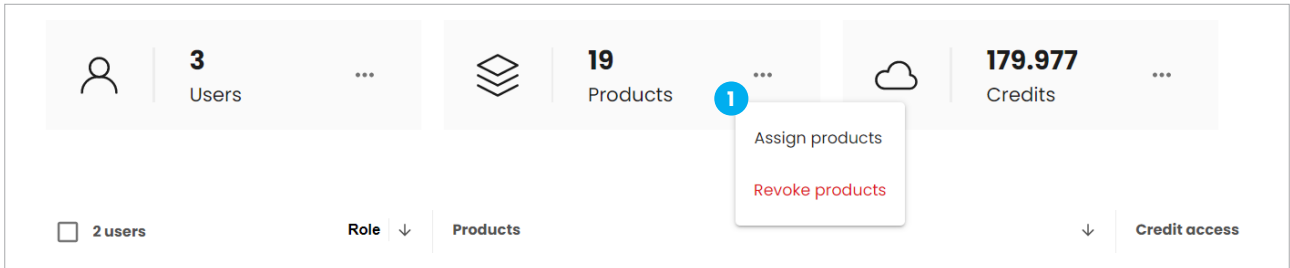 3
Users
19
Products
179.977
Credits
1
Assign products
Revoke products
2 users
Role
Products
Credit access